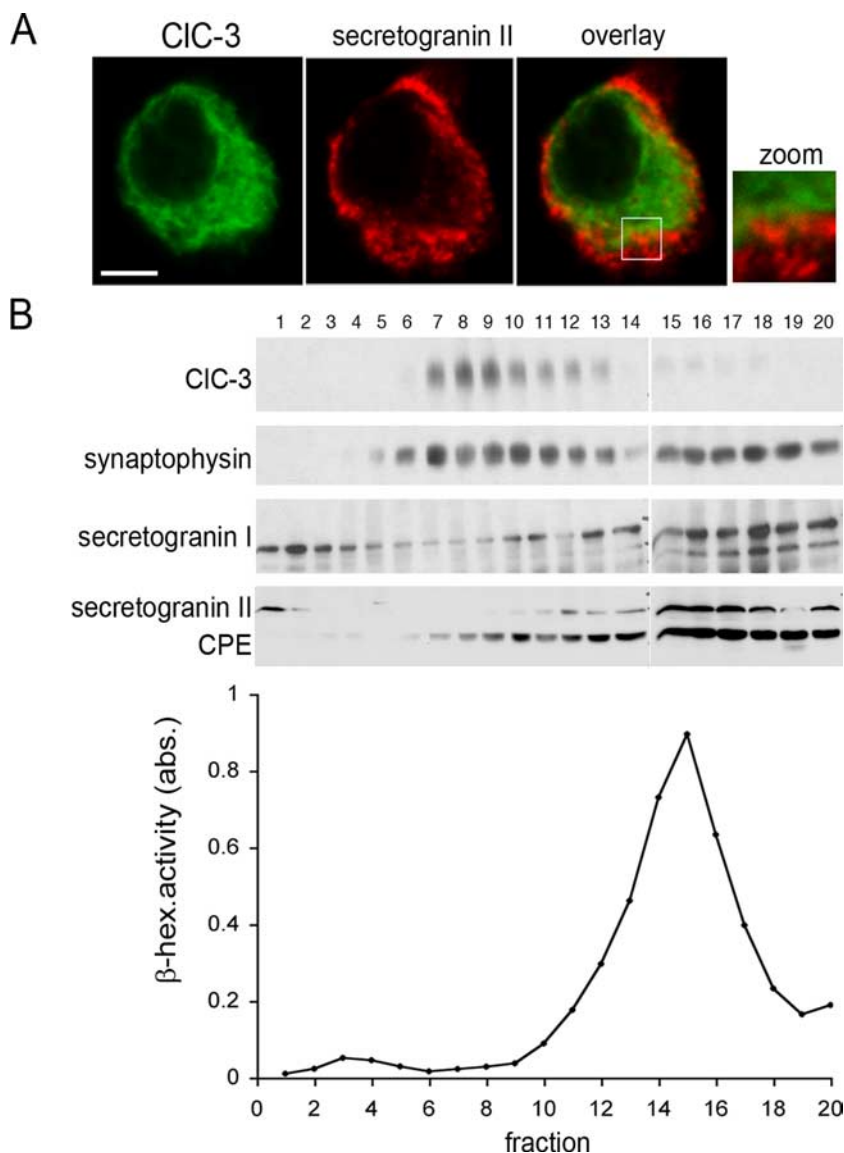 A
ClC-3 secretogranin II overlay
zoom
B
1 2 3 4 5 6 7 8 9 10 11 12 13 14 15 16 17 18 19 20
ClC-3
synaptophysin
secretogranin I
secretogranin II
CPE
1
0.8
0.6
0.4
0.2
0
β-hex.activity (abs.)
0 2 4 6 8 10 12 14 16 18 20
fraction